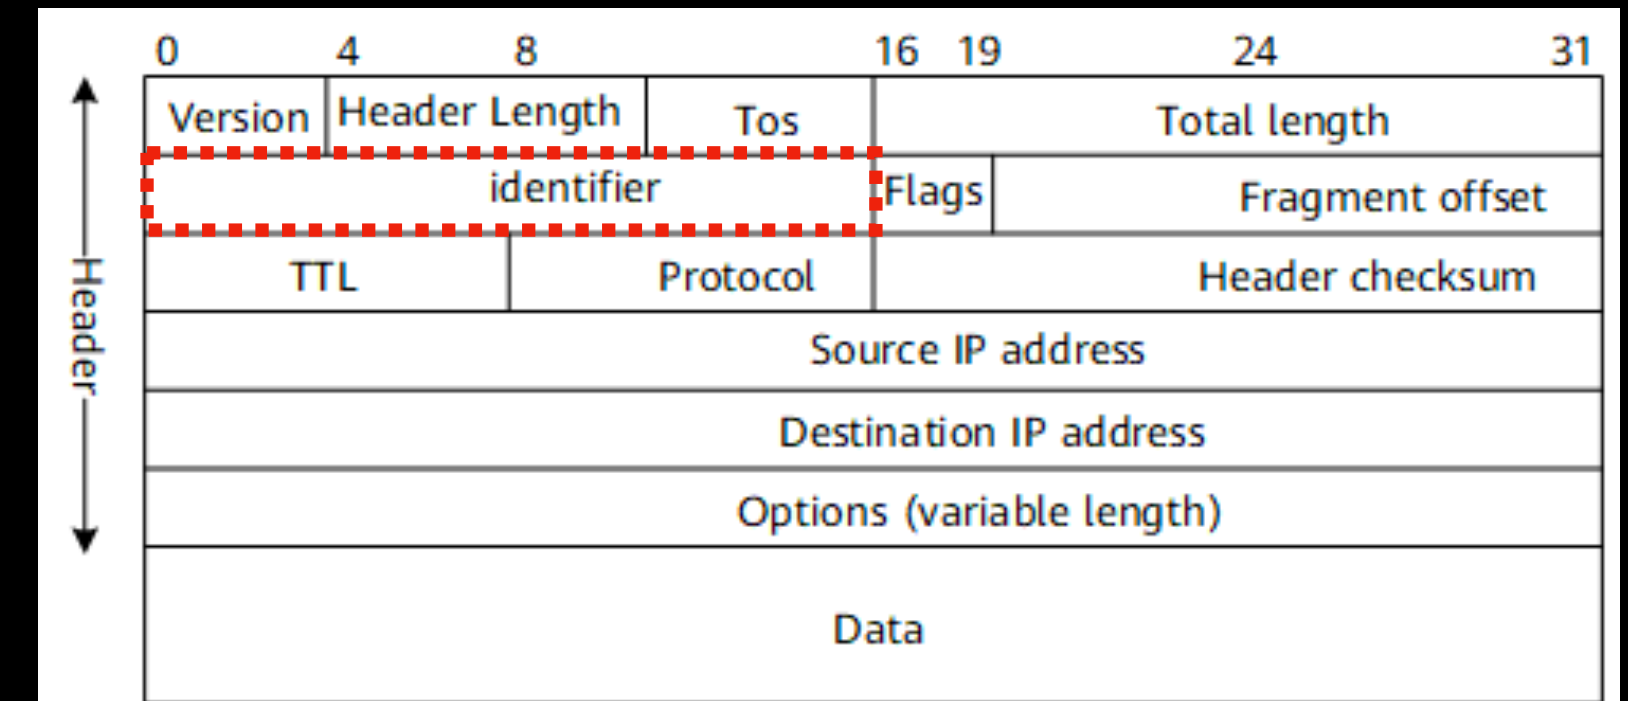 0 4 8 16 19 24 31
Version Header Length Tos Total length
identifier Flags Fragment offset
TTL Protocol Header checksum
Source IP address
Destination IP address
Options (variable length)
Data
Header